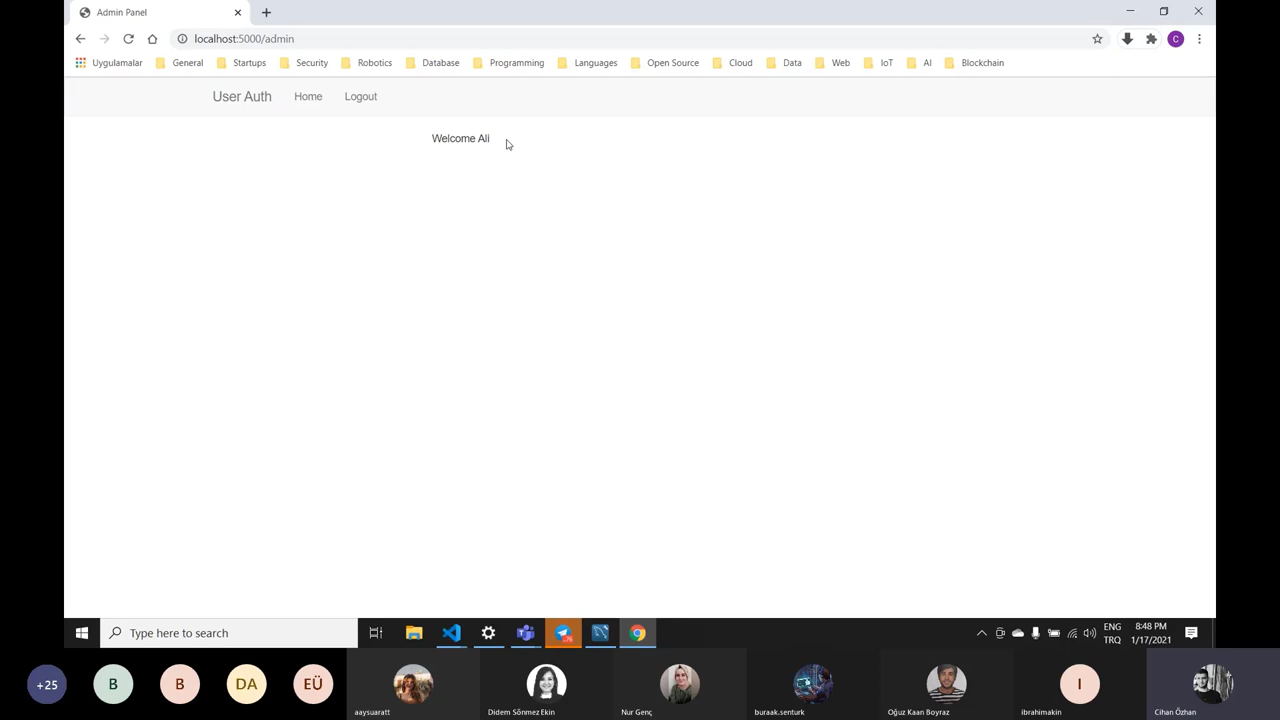 Admin Panel
localhost:5000/admin
Uygulamalar General Startups Security Robotics Database Programming Languages Open Source Cloud Data Web IoT AI Blockchain
User Auth Home Logout
Welcome Ali
Type here to search
ENG
TRQ
8:48 PM
1/17/2021
+25 B B DA EÜ I
aaysuaratt Didem Sönmez Ekin Nur Genç buraak.senturk Oğuz Kaan Boyraz ibrahimakin Cihan Özhan